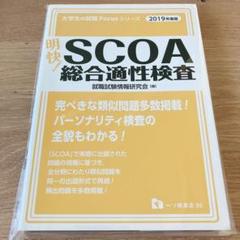 大学生の就職 Focusシリーズ
2019年度版
明快!
SCOA
総合適性検査
就職試験情報研究会 (著)
完ぺきな類似問題多数掲載!
パーソナリティ検査の
全貌もわかる!
「SCOA」で実際に出題された
問題の情報に基づき、
全分野にわたり類似問題を
同一の出題形式で再現!
頻出問題を多数掲載!
一ツ橋書店